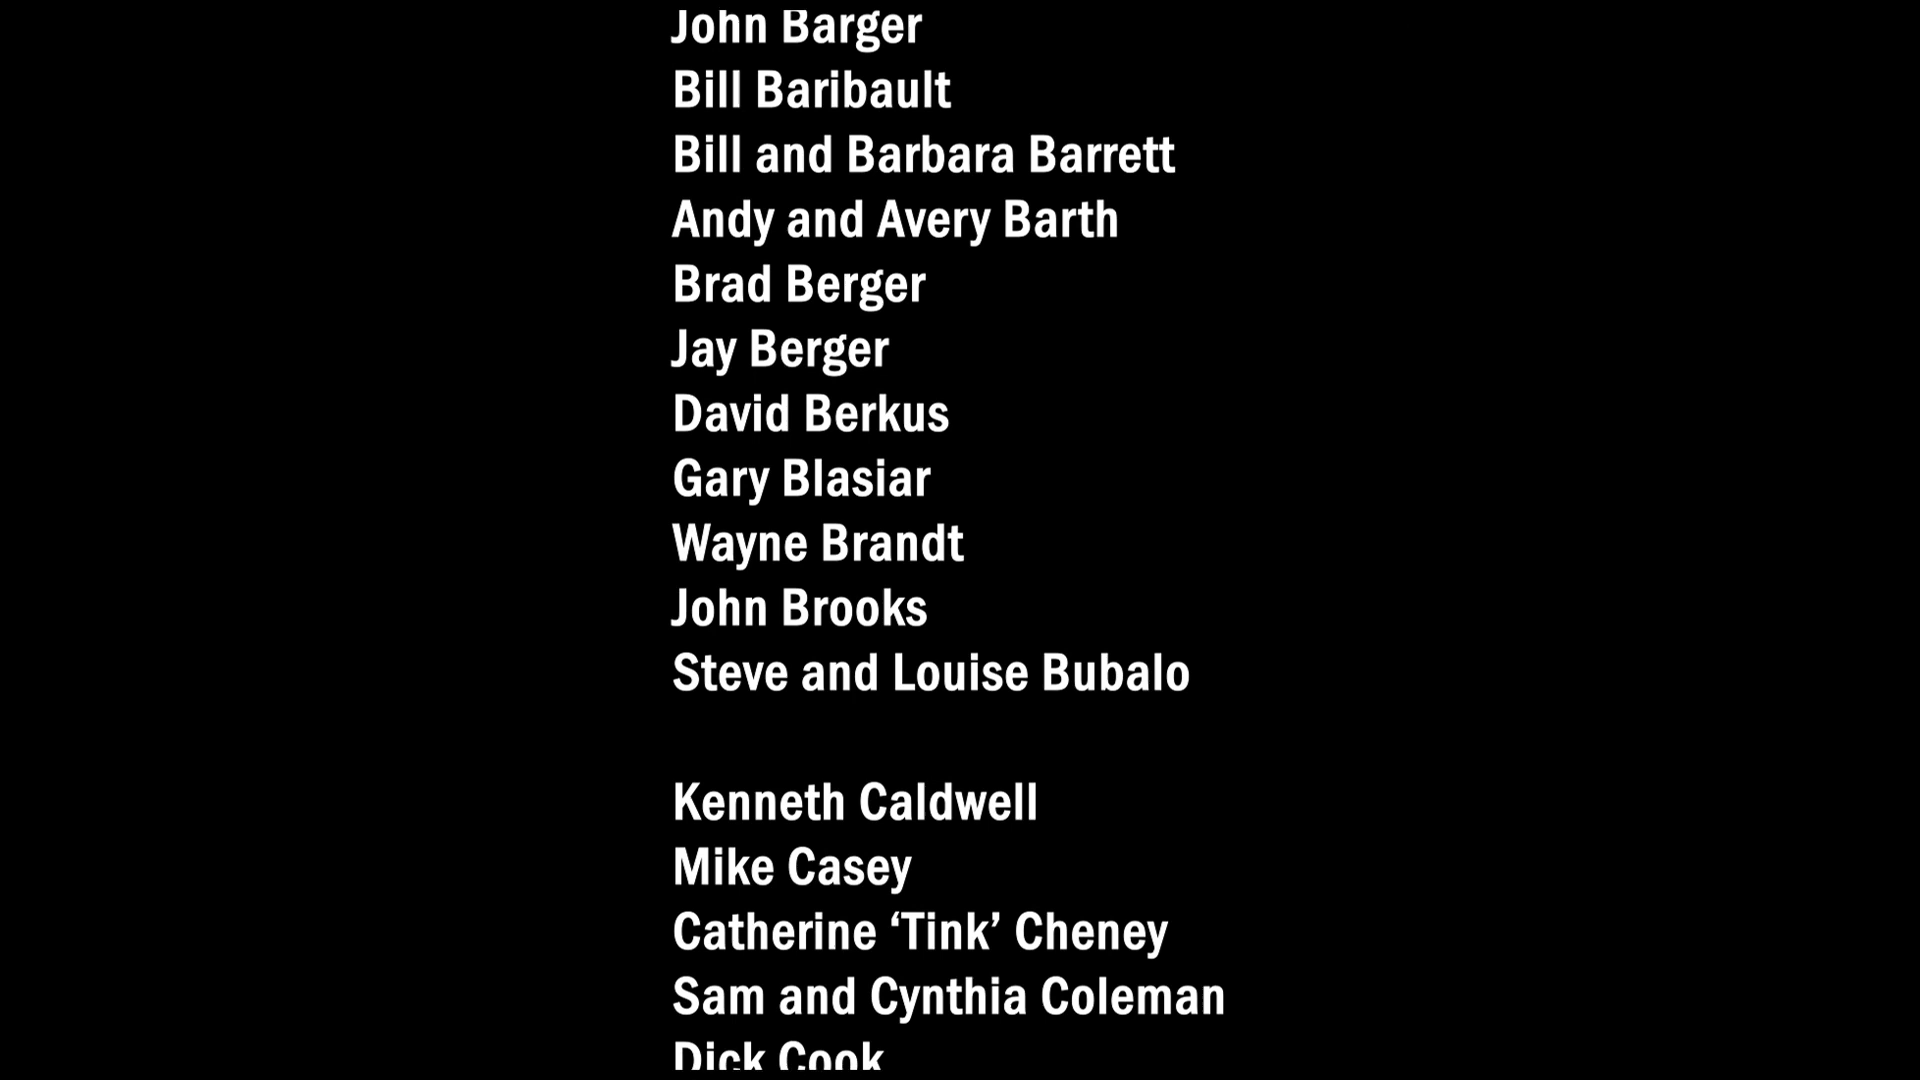 John Barger
Bill Baribault
Bill and Barbara Barrett
Andy and Avery Barth
Brad Berger
Jay Berger
David Berkus
Gary Blasiar
Wayne Brandt
John Brooks
Steve and Louise Bubalo
Kenneth Caldwell
Mike Casey
Catherine ‘Tink’ Cheney
Sam and Cynthia Coleman
Dick Cook